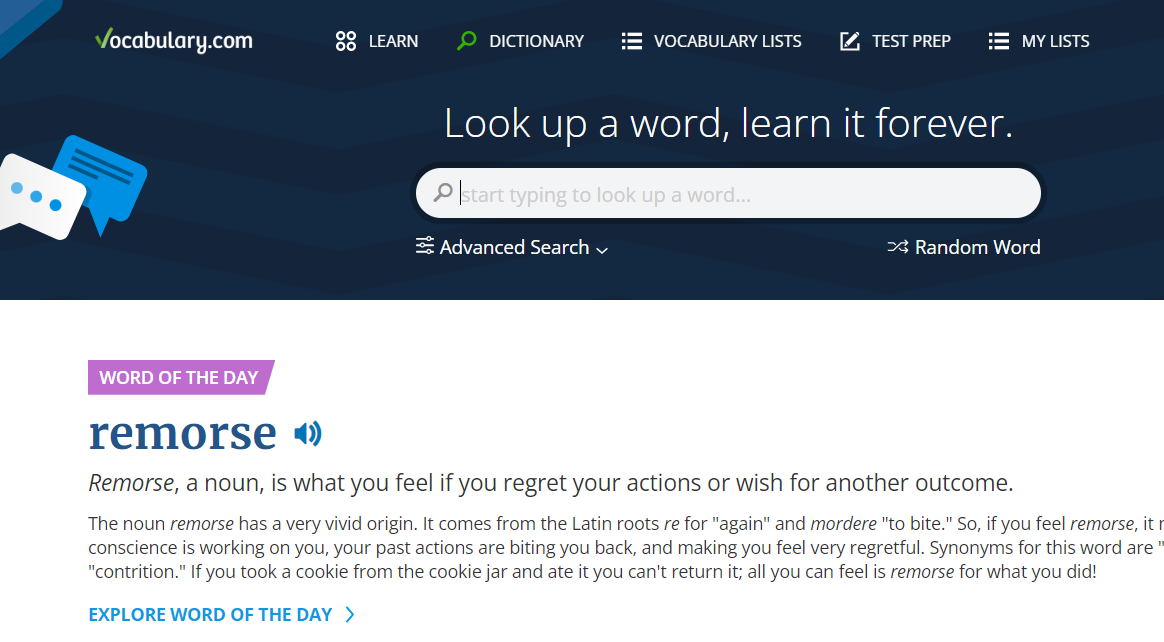 Vocabulary.com
LEARN
DICTIONARY
VOCABULARY LISTS
TEST PREP
MY LISTS
Look up a word, learn it forever.
start typing to look up a word...
Advanced Search
Random Word
WORD OF THE DAY
remorse
Remorse, a noun, is what you feel if you regret your actions or wish for another outcome.
The noun remorse has a very vivid origin. It comes from the Latin roots re for "again" and mordere "to bite." So, if you feel remorse, it
conscience is working on you, your past actions are biting you back, and making you feel very regretful. Synonyms for this word are "
"contrition." If you took a cookie from the cookie jar and ate it you can't return it; all you can feel is remorse for what you did!
EXPLORE WORD OF THE DAY